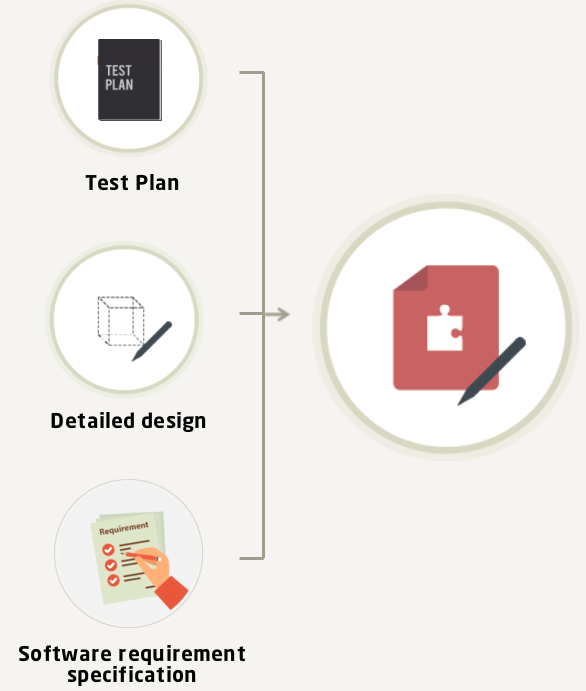 TEST
PLAN
Test Plan
Detailed design
Requirement
Software requirement
specification